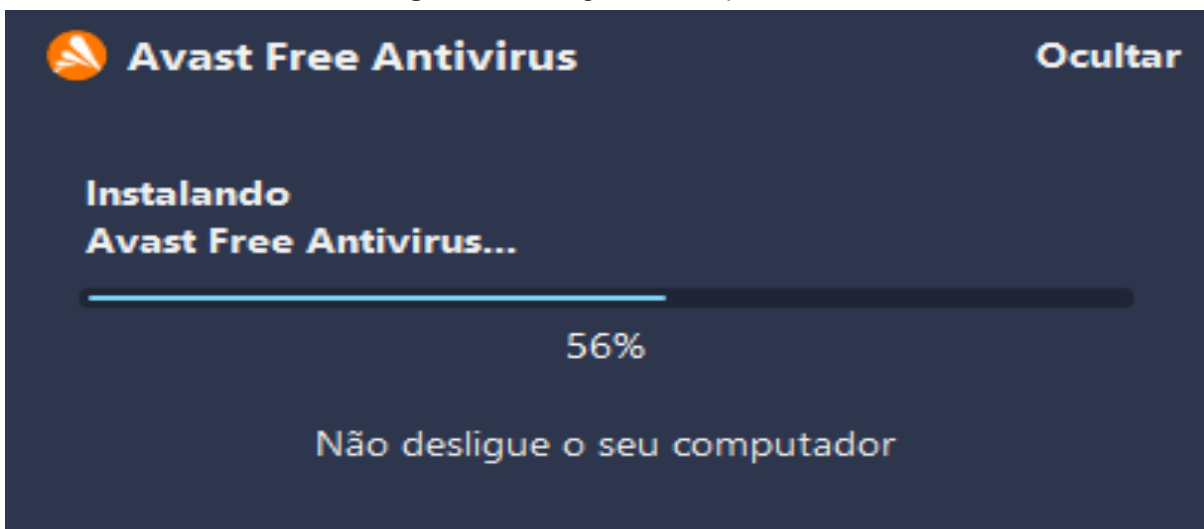 Avast Free Antivirus
Ocultar
Instalando
Avast Free Antivirus...
56%
Não desligue o seu computador